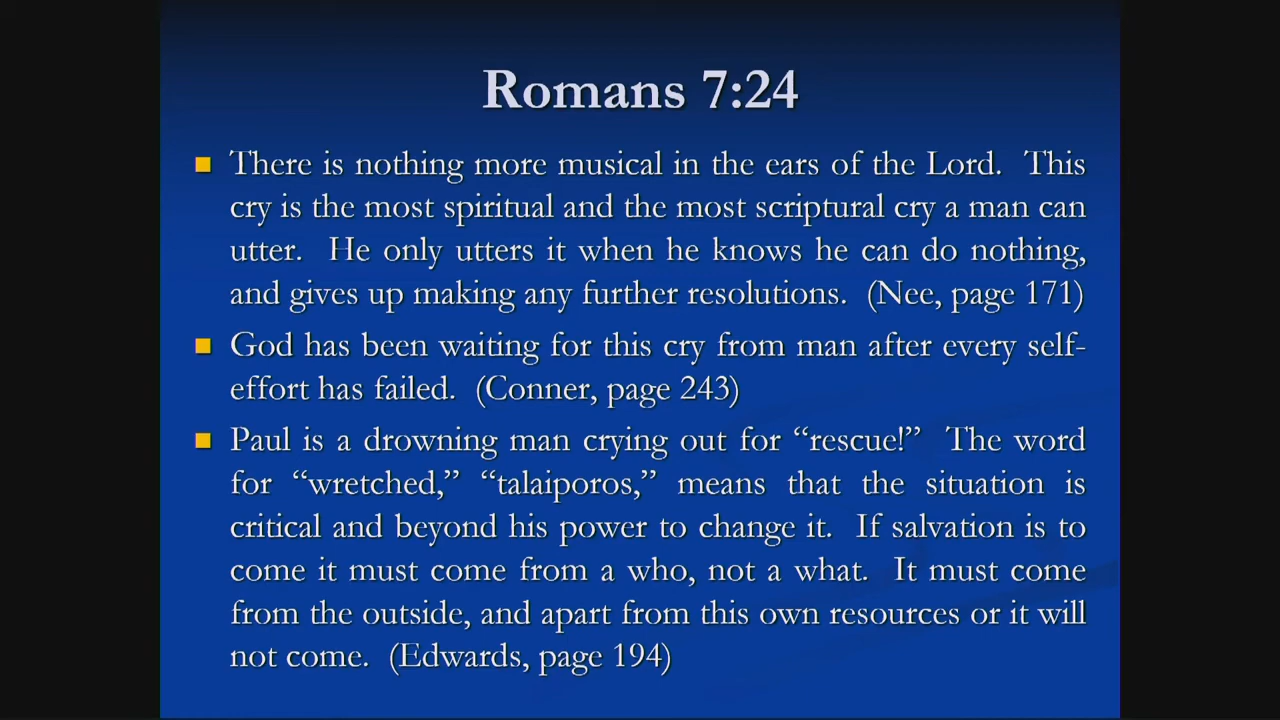 Romans 7:24
There is nothing more musical in the ears of the Lord.  This
cry is the most spiritual and the most scriptural cry a man can
utter.  He only utters it when he knows he can do nothing,
and gives up making any further resolutions.  (Nee, page 171)
God has been waiting for this cry from man after every self-
effort has failed.  (Conner, page 243)
Paul is a drowning man crying out for “rescue!”  The word
for “wretched,” “talaiporos,” means that the situation is
critical and beyond his power to change it.  If salvation is to
come it must come from a who, not a what.  It must come
from the outside, and apart from this own resources or it will
not come.  (Edwards, page 194)